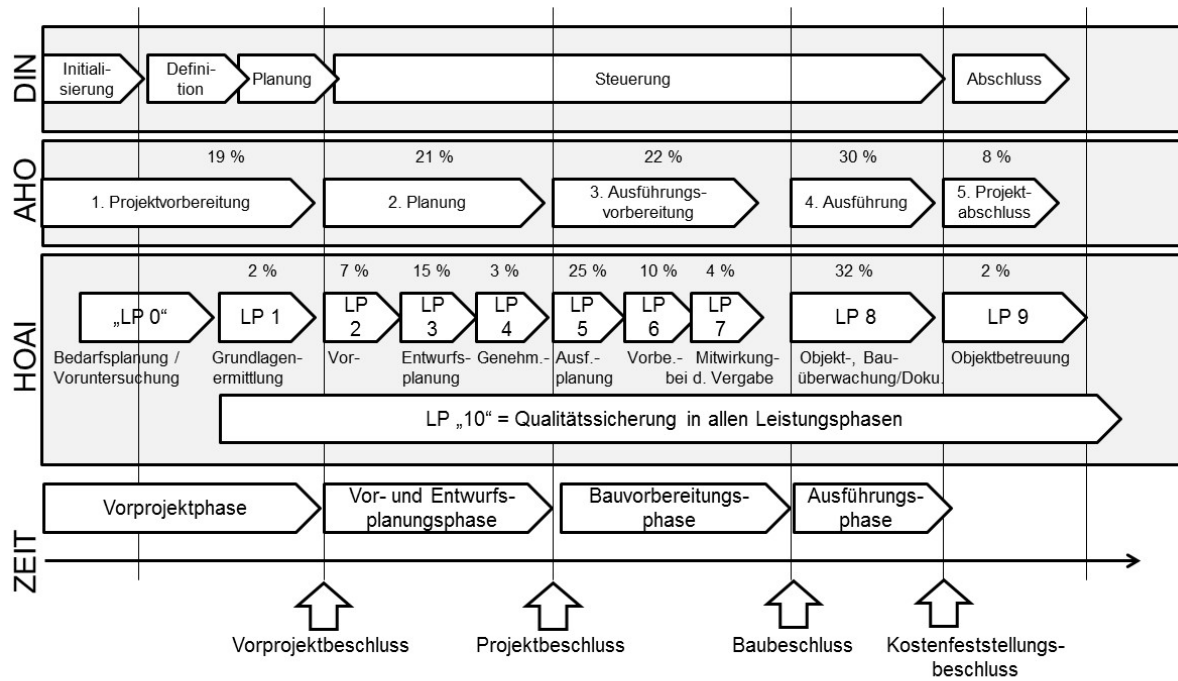 DIN
Initiali-
sierung
Defini-
tion
Planung
Steuerung
Abschluss
AHO
19 %
21 %
22 %
30 %
8 %
1. Projektvorbereitung
2. Planung
3. Ausführungs-
vorbereitung
4. Ausführung
5. Projekt-
abschluss
HOAI
2 %
7 %
15 %
3 %
25 %
10 %
4 %
32 %
2 %
„LP 0“
LP 1
LP
2
LP
3
LP
4
LP
5
LP
6
LP
7
LP 8
LP 9
Bedarfsplanung /
Voruntersuchung
Grundlagen-
ermittlung
Vor-
Entwurfs-
planung
Genehm.-
Ausf.-
planung
Vorbe.-
Mitwirkung
bei d. Vergabe
Objekt-, Bau-
überwachung/Doku.
Objektbetreuung
LP „10“ = Qualitätssicherung in allen Leistungsphasen
ZEIT
Vorprojektphase
Vor- und Entwurfs-
planungsphase
Bauvorbereitungs-
phase
Ausführungs-
phase
Vorprojektbeschluss
Projektbeschluss
Baubeschluss
Kostenfeststellungs-
beschluss